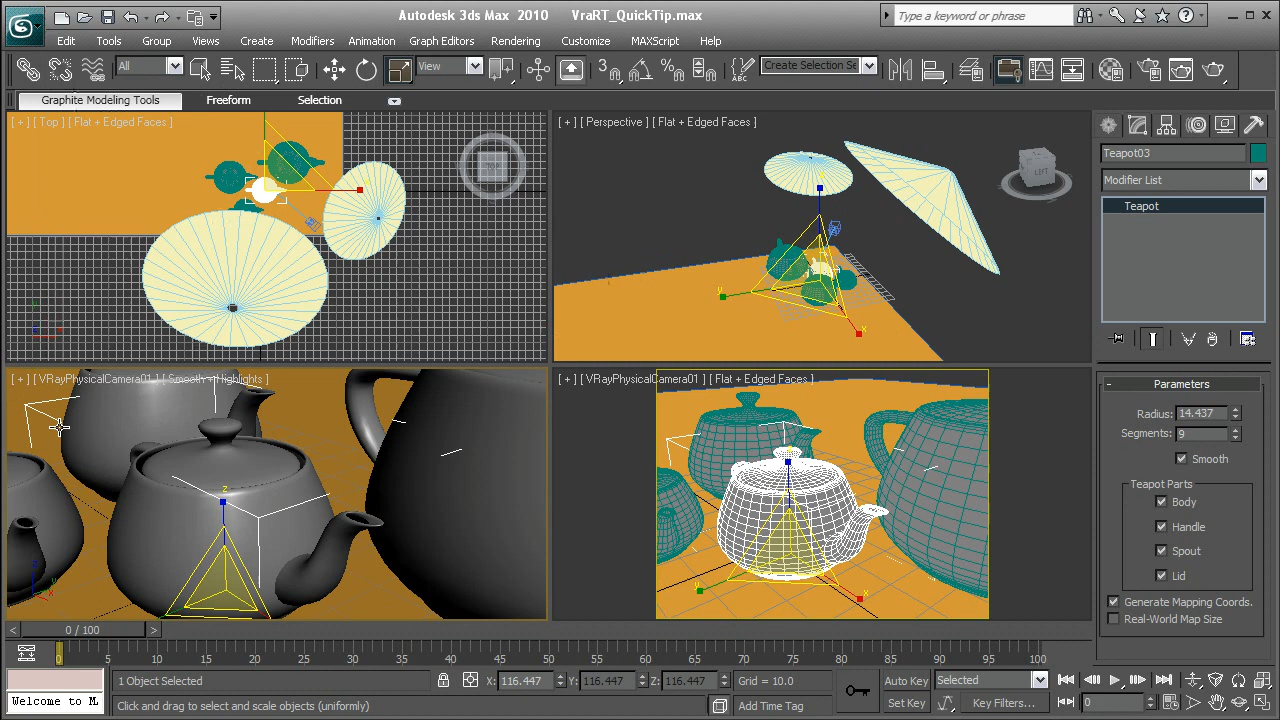 Autodesk 3ds Max 2010 VraRT_QuickTip.max
Type a keyword or phrase
Edit Tools Group Views Create Modifiers Animation Graph Editors Rendering Customize MAXScript Help
All View Create Selection Se
Graphite Modeling Tools Freeform Selection
[ + ] [ Top ] [ Flat + Edged Faces ]
[ + ] [ Perspective ] [ Flat + Edged Faces ]
LEFT
Teapot03
Modifier List
Teapot
[ + ] [ VRayPhysicalCamera01 ] [ Smooth + Highlights ]
[ + ] [ VRayPhysicalCamera01 ] [ Flat + Edged Faces ]
- Parameters
Radius: 14.437
Segments: 9
Smooth
Teapot Parts
Body
Handle
Spout
Lid
Generate Mapping Coords.
Real-World Map Size
< 0 / 100 >
0 5 10 15 20 25 30 35 40 45 50 55 60 65 70 75 80 85 90 95 100
1 Object Selected X: 116.447 Y: 116.447 Z: 116.447 Grid = 10.0 Auto Key Selected
Welcome to M
Click and drag to select and scale objects (uniformly) Add Time Tag Set Key Key Filters... 0